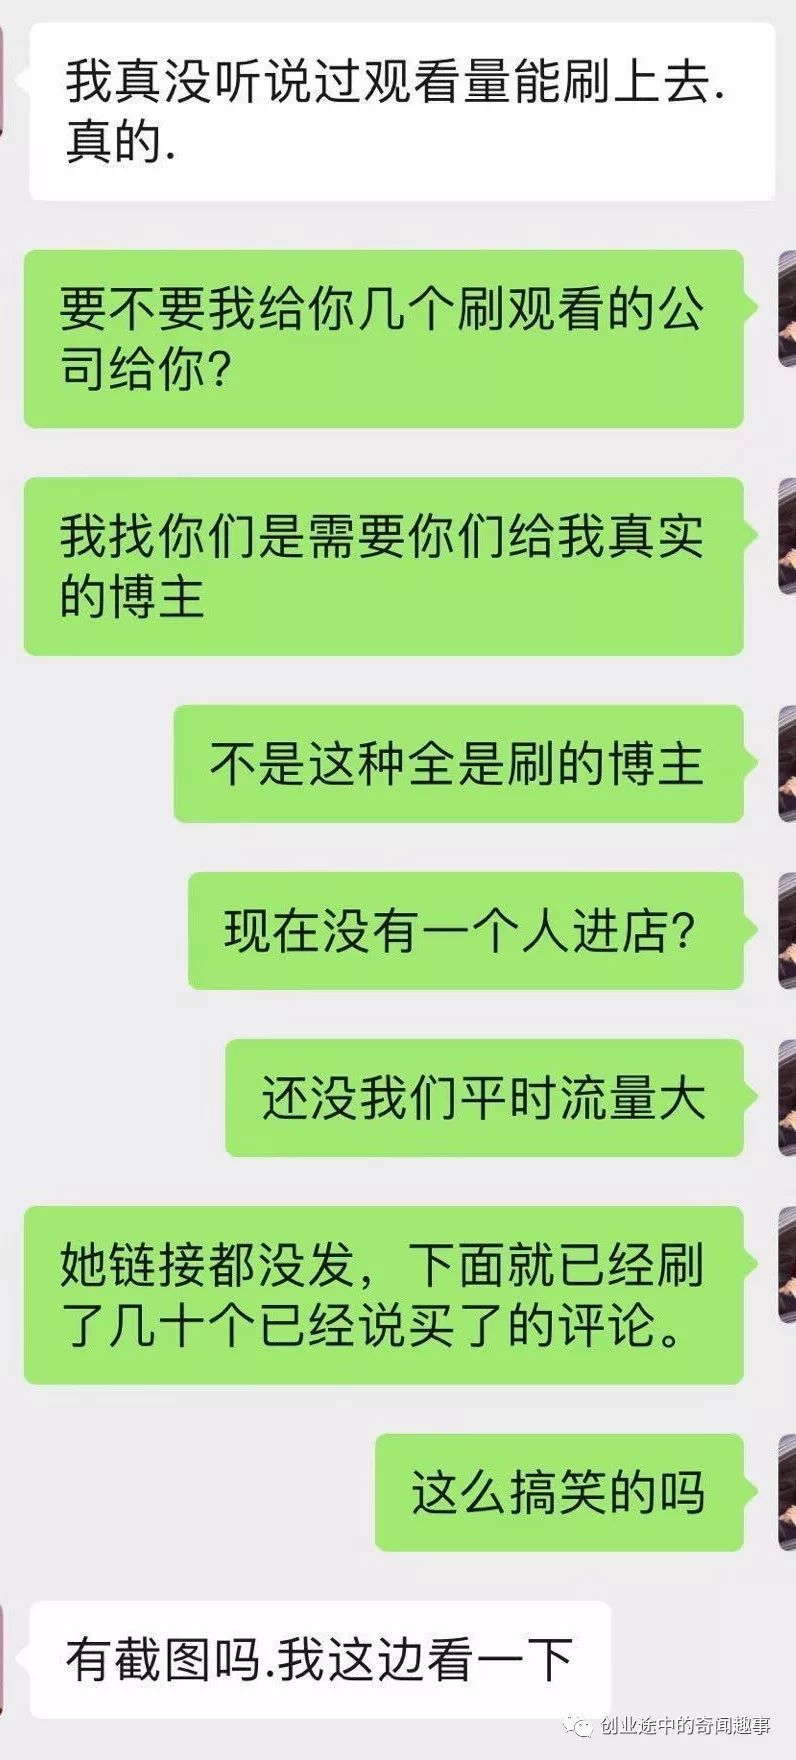 我真没听说过观看量能刷上去.
真的.
要不要我给你几个刷观看的公
司给你?
我找你们是需要你们给我真实
的博主
不是这种全是刷的博主
现在没有一个人进店?
还没我们平时流量大
她链接都没发，下面就已经刷
了几十个已经说买了的评论。
这么搞笑的吗
有截图吗.我这边看一下
创业途中的奇闻趣事